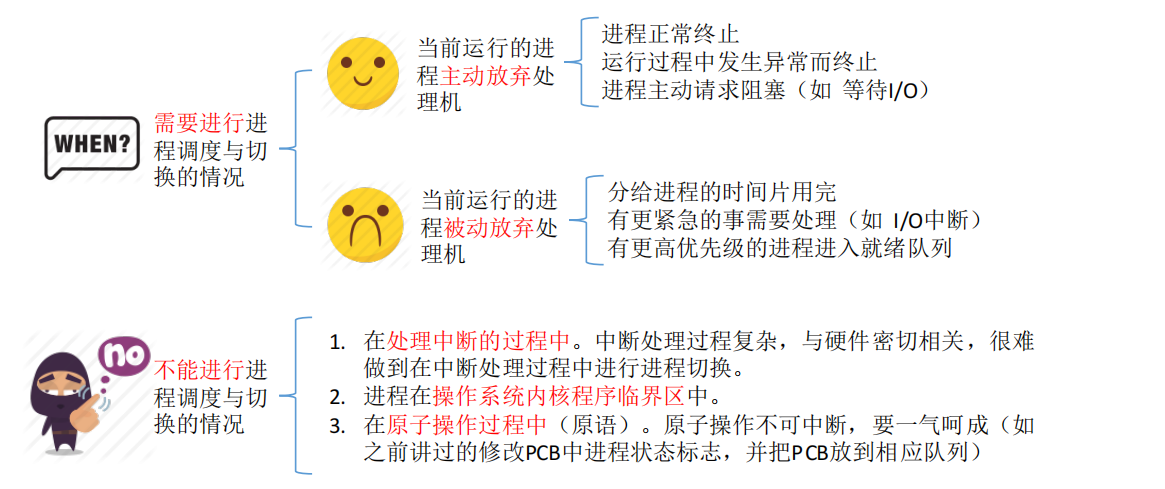 WHEN?
需要进行进
程调度与切
换的情况
当前运行的进
程主动放弃处
理机
进程正常终止
运行过程中发生异常而终止
进程主动请求阻塞（如 等待I/O）
当前运行的进
程被动放弃处
理机
分给进程的时间片用完
有更紧急的事需要处理（如 I/O中断）
有更高优先级的进程进入就绪队列
no
不能进行进
程调度与切
换的情况
1. 在处理中断的过程中。中断处理过程复杂，与硬件密切相关，很难
做到在中断处理过程中进行进程切换。
2. 进程在操作系统内核程序临界区中。
3. 在原子操作过程中（原语）。原子操作不可中断，要一气呵成（如
之前讲过的修改PCB中进程状态标志，并把PCB放到相应队列）